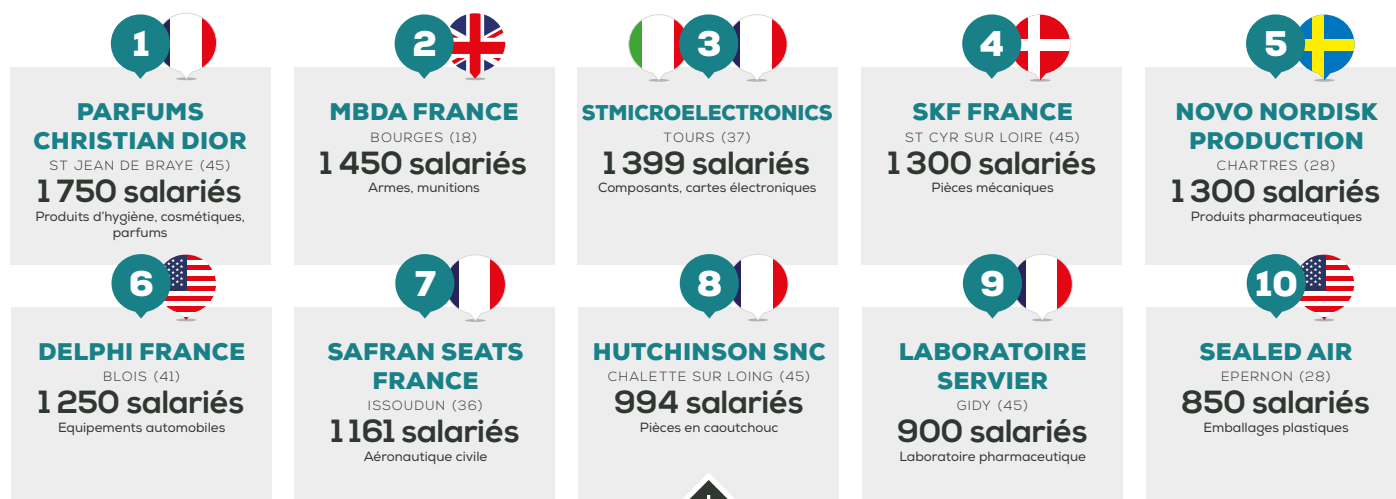 1
PARFUMS
CHRISTIAN DIOR
ST JEAN DE BRAYE (45)
1 750 salariés
Produits d'hygiène, cosmétiques,
parfums
2
MBDA FRANCE
BOURGES (18)
1 450 salariés
Armes, munitions
3
STMICROELECTRONICS
TOURS (37)
1 399 salariés
Composants, cartes électroniques
4
SKF FRANCE
ST CYR SUR LOIRE (45)
1 300 salariés
Pièces mécaniques
5
NOVO NORDISK
PRODUCTION
CHARTRES (28)
1 300 salariés
Produits pharmaceutiques
6
DELPHI FRANCE
BLOIS (41)
1 250 salariés
Equipements automobiles
7
SAFRAN SEATS
FRANCE
ISSOUDUN (36)
1 161 salariés
Aéronautique civile
8
HUTCHINSON SNC
CHALETTE SUR LOING (45)
994 salariés
Pièces en caoutchouc
9
LABORATOIRE
SERVIER
GIDY (45)
900 salariés
Laboratoire pharmaceutique
10
SEALED AIR
EPERNON (28)
850 salariés
Emballages plastiques